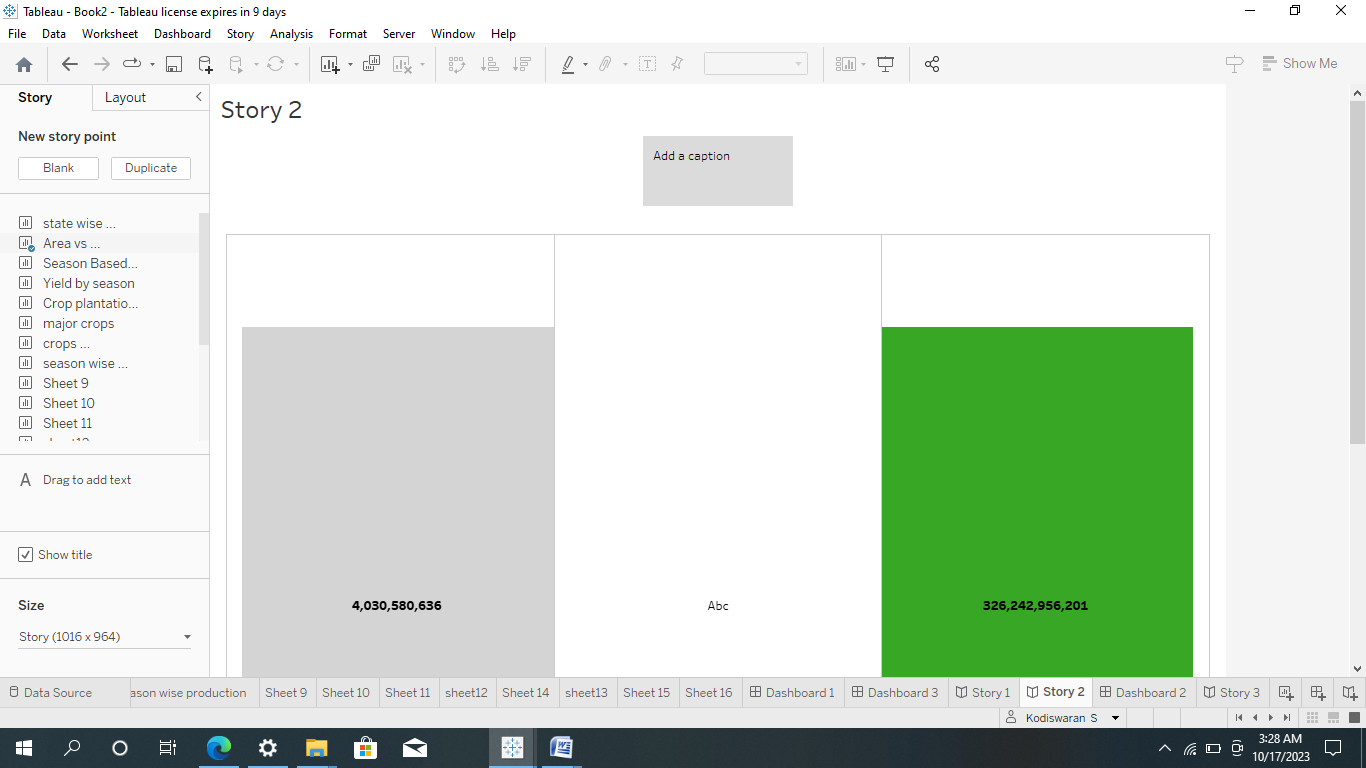 Tableau - Book2 - Tableau license expires in 9 days
File Data Worksheet Dashboard Story Analysis Format Server Window Help
Show Me
Story Layout
New story point
Blank Duplicate
state wise ...
Area vs ...
Season Based...
Yield by season
Crop plantatio...
major crops
crops ...
season wise ...
Sheet 9
Sheet 10
Sheet 11
A Drag to add text
Show title
Size
Story (1016 x 964)
Story 2
Add a caption
4,030,580,636 Abc 326,242,956,201
Data Source ason wise production Sheet 9 Sheet 10 Sheet 11 sheet12 Sheet 14 sheet13 Sheet 15 Sheet 16 Dashboard 1 Dashboard 3 Story 1 Story 2 Dashboard 2 Story 3
Kodiswaran S
3:28 AM
10/17/2023